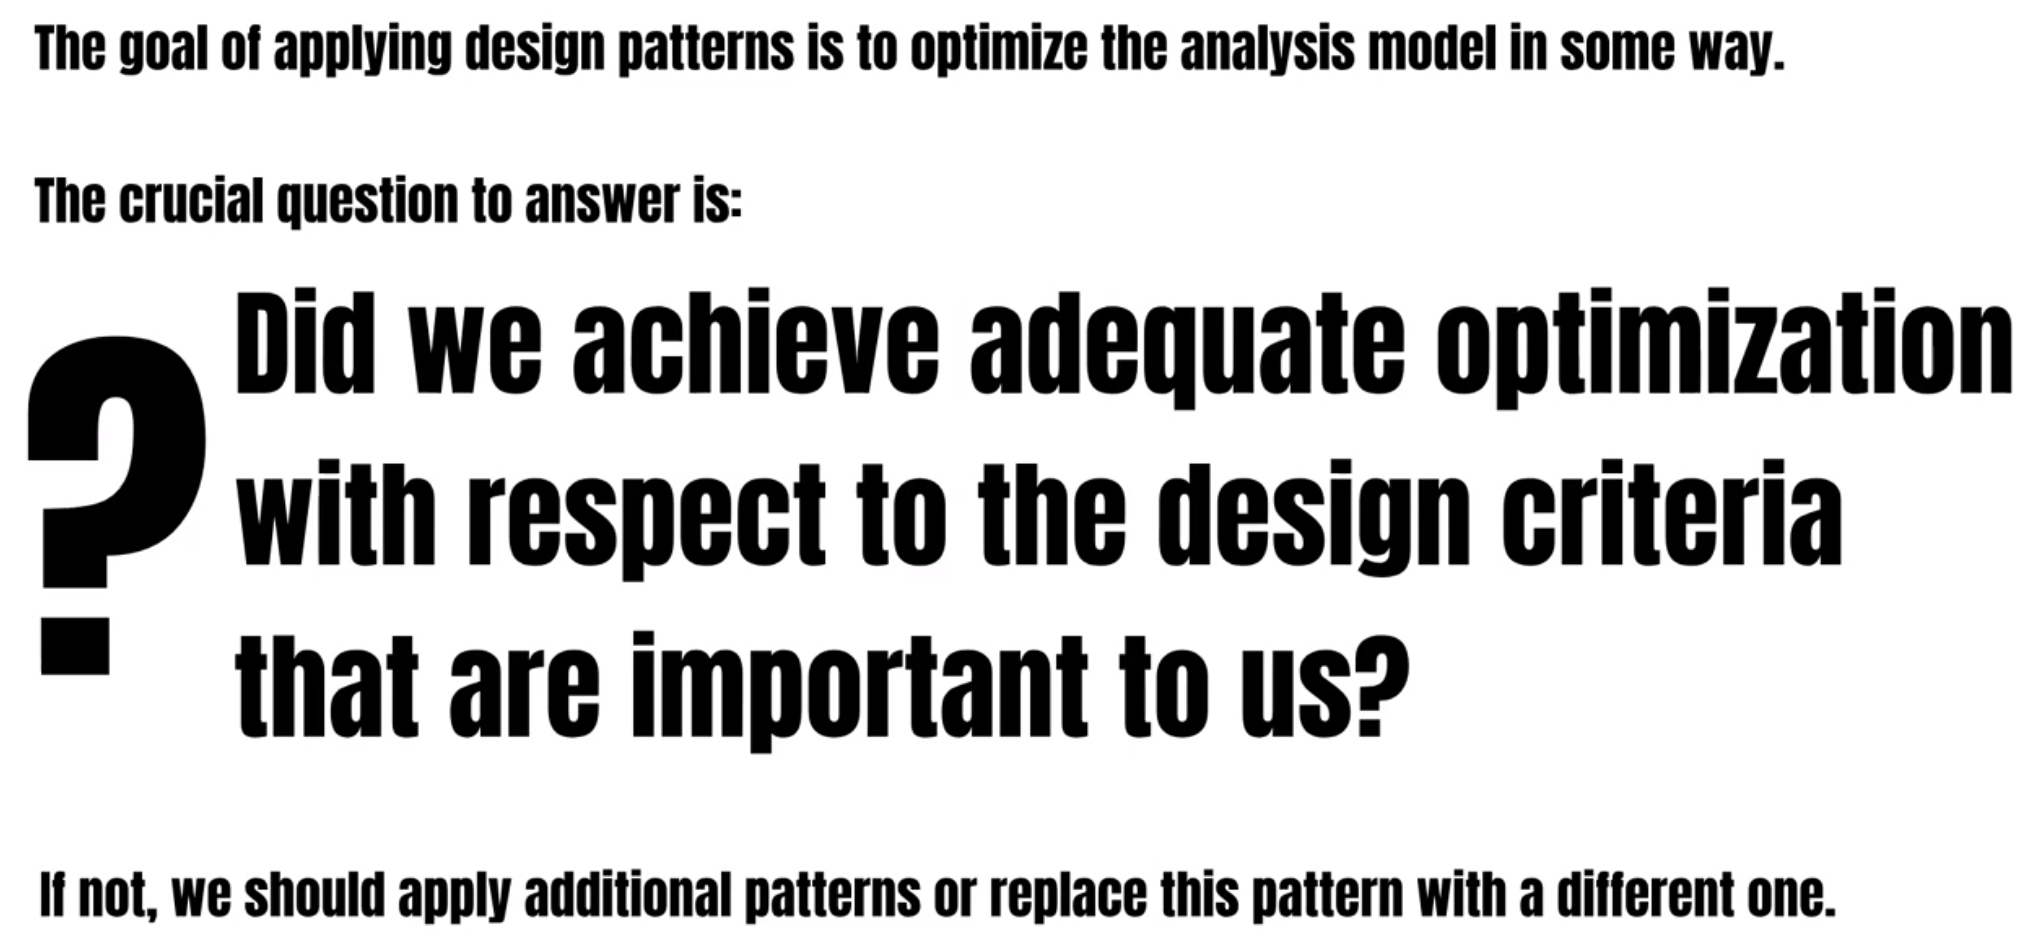 The goal of applying design patterns is to optimize the analysis model in some way.
The crucial question to answer is:
?
Did we achieve adequate optimization
with respect to the design criteria
that are important to us?
If not, we should apply additional patterns or replace this pattern with a different one.